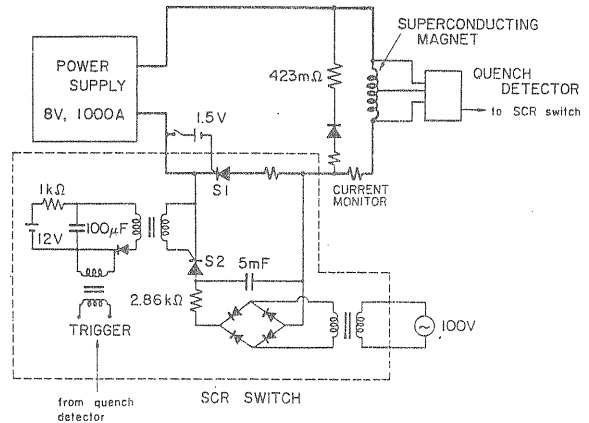 SUPERCONDUCTING
MAGNET
POWER
SUPPLY
8V, 1000A
423mΩ
QUENCH
DETECTOR
to SCR switch
1.5V
S1
CURRENT
MONITOR
1kΩ
100μF
12V
S2
5mF
2.86kΩ
TRIGGER
100V
SCR SWITCH
from quench
detector